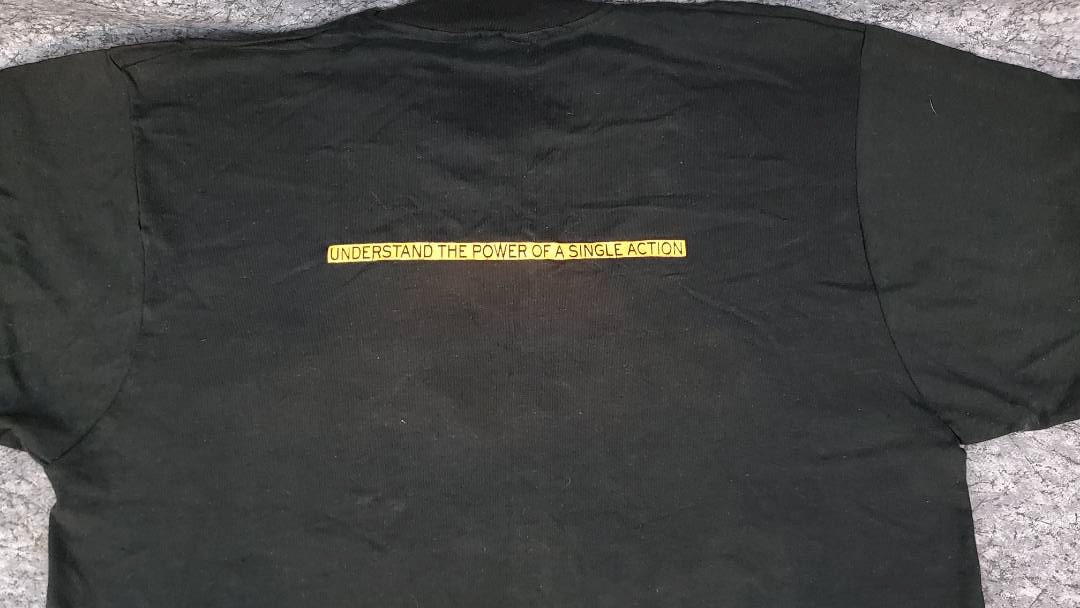 UNDERSTAND THE POWER OF A SINGLE ACTION